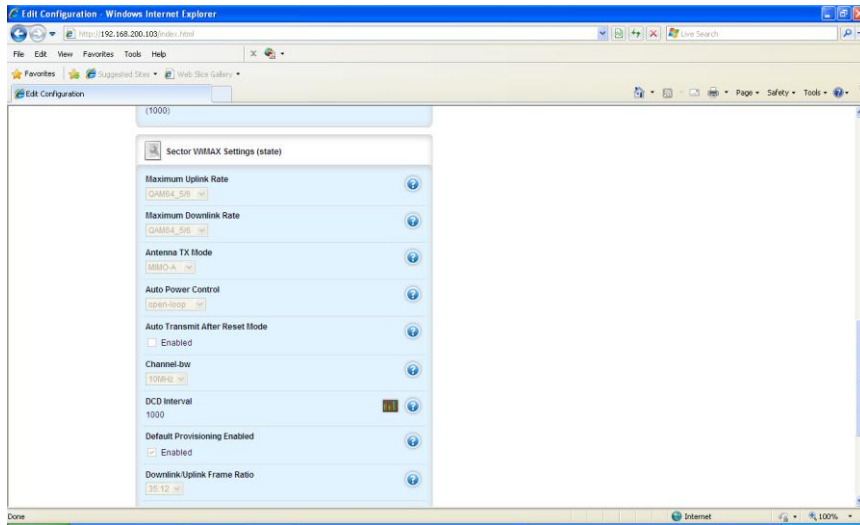 Edit Configuration - Windows Internet Explorer
http://192.168.200.103/index.html
Live Search
File Edit View Favorites Tools Help
Favorites Suggested Sites Web Slice Gallery
Edit Configuration Page Safety Tools
(1000)
Sector WiMAX Settings (state)
Maximum Uplink Rate
QAM64_5/6
Maximum Downlink Rate
QAM64_5/6
Antenna TX Mode
MIMO-A
Auto Power Control
open-loop
Auto Transmit After Reset Mode
Enabled
Channel-bw
10MHz
DCD Interval
1000
Default Provisioning Enabled
Enabled
Downlink/Uplink Frame Ratio
35:12
Done Internet 100%